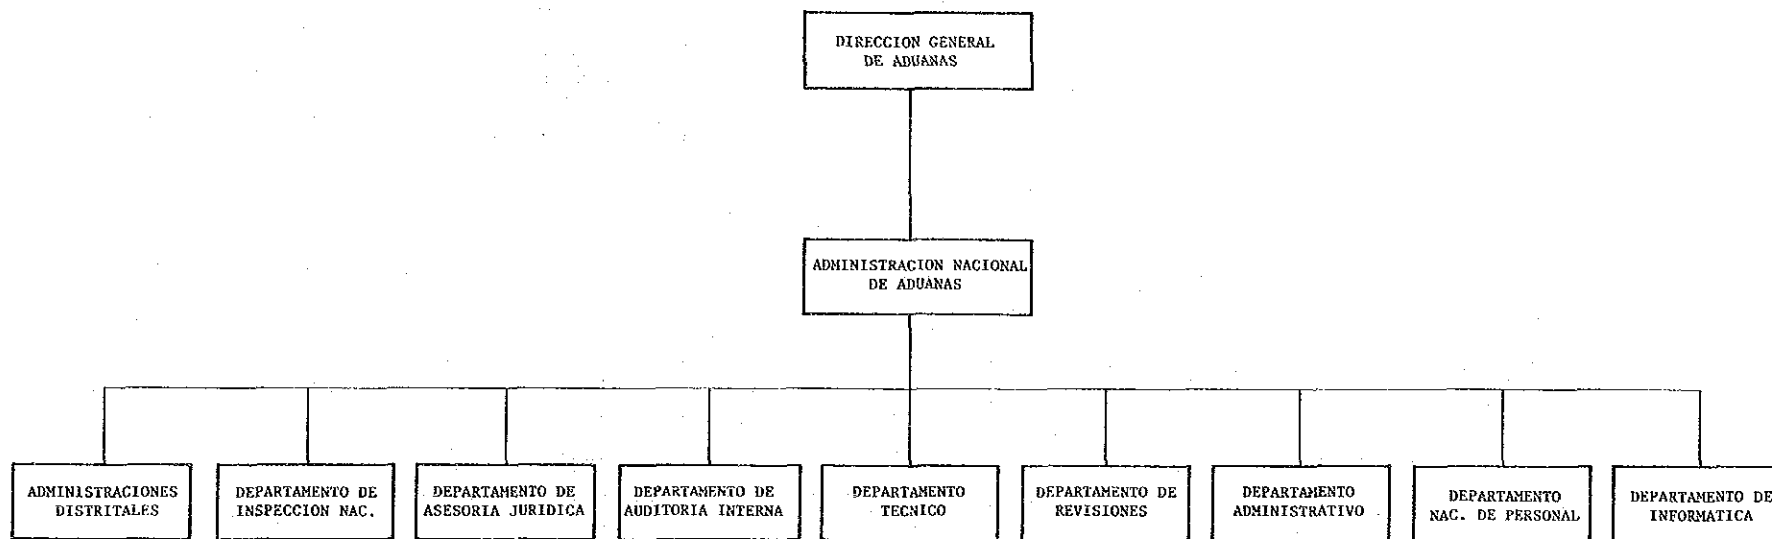 DIRECCION GENERAL
DE ADUANAS
ADMINISTRACION NACIONAL
DE ADUANAS
ADMINISTRACIONES
DISTRITALES
DEPARTAMENTO DE
INSPECCION NAC.
DEPARTAMENTO DE
ASESORIA JURIDICA
DEPARTAMENTO DE
AUDITORIA INTERNA
DEPARTAMENTO
TECNICO
DEPARTAMENTO DE
REVISIONES
DEPARTAMENTO
ADMINISTRATIVO
DEPARTAMENTO
NAC. DE PERSONAL
DEPARTAMENTO DE
INFORMATICA